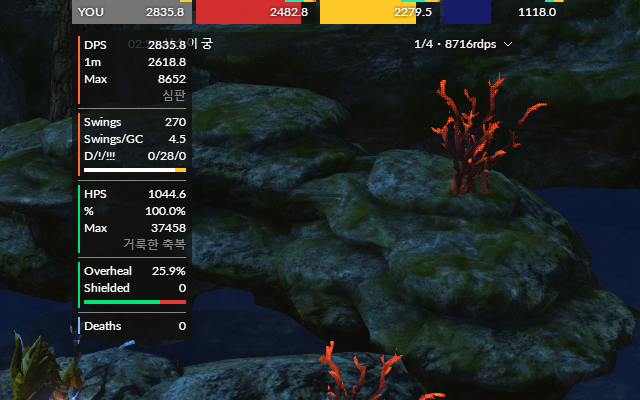 YOU 2835.8 2482.8 2279.5 1118.0
이 궁 1/4 • 8716rdps
DPS 2835.8
1m 2618.8
Max 8652
심판
Swings 270
Swings/GC 4.5
D/!/!!! 0/28/0
HPS 1044.6
% 100.0%
Max 37458
거룩한 축복
Overheal 25.9%
Shielded 0
Deaths 0